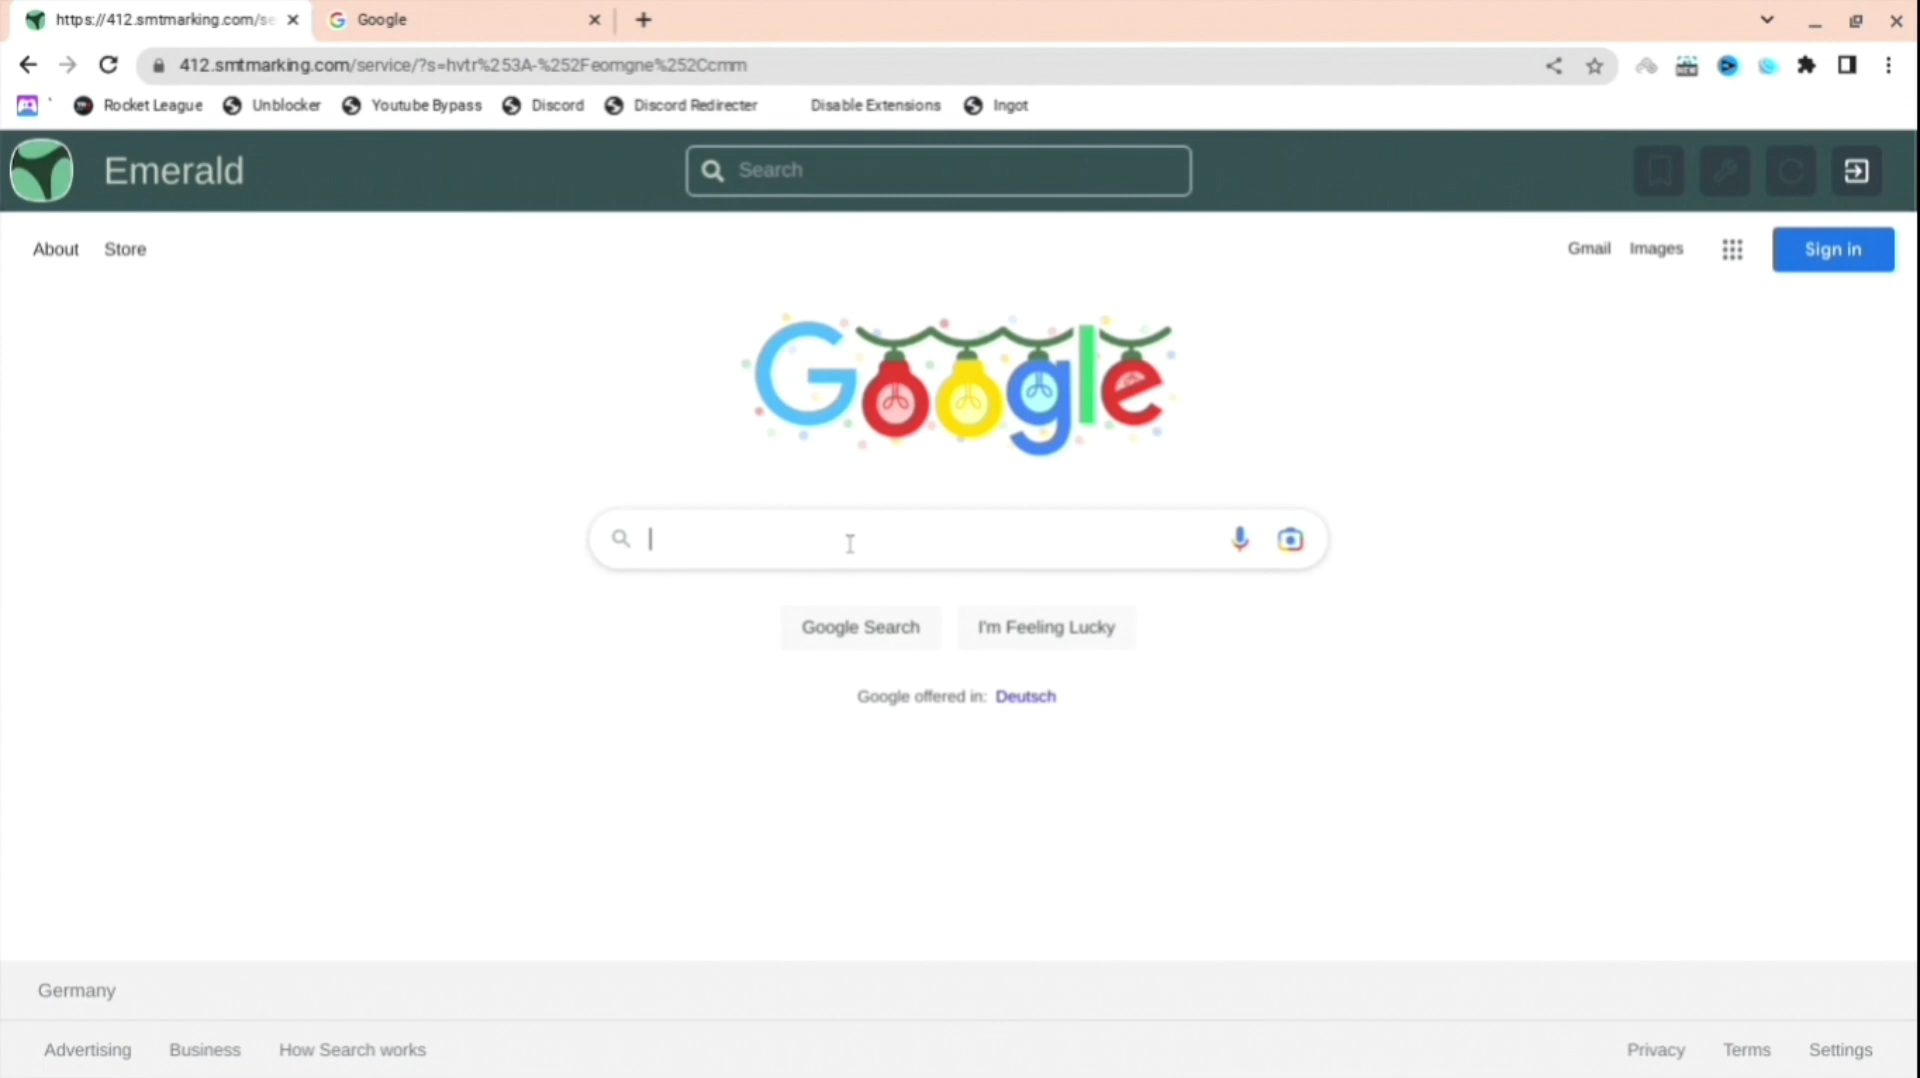 https://412.smtmarking.com/se
Google
412.smtmarking.com/service/?s=hvtr%253A-%252Feomgne%252Ccmm
Rocket League
Unblocker
Youtube Bypass
Discord
Discord Redirecter
Disable Extensions
Ingot
Emerald
Search
About
Store
Gmail
Images
Sign in
Google
Google Search
I'm Feeling Lucky
Google offered in: Deutsch
Germany
Advertising
Business
How Search works
Privacy
Terms
Settings